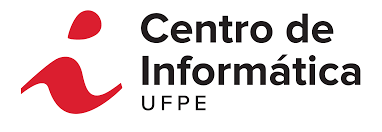 Centro de
Informática
UFPE